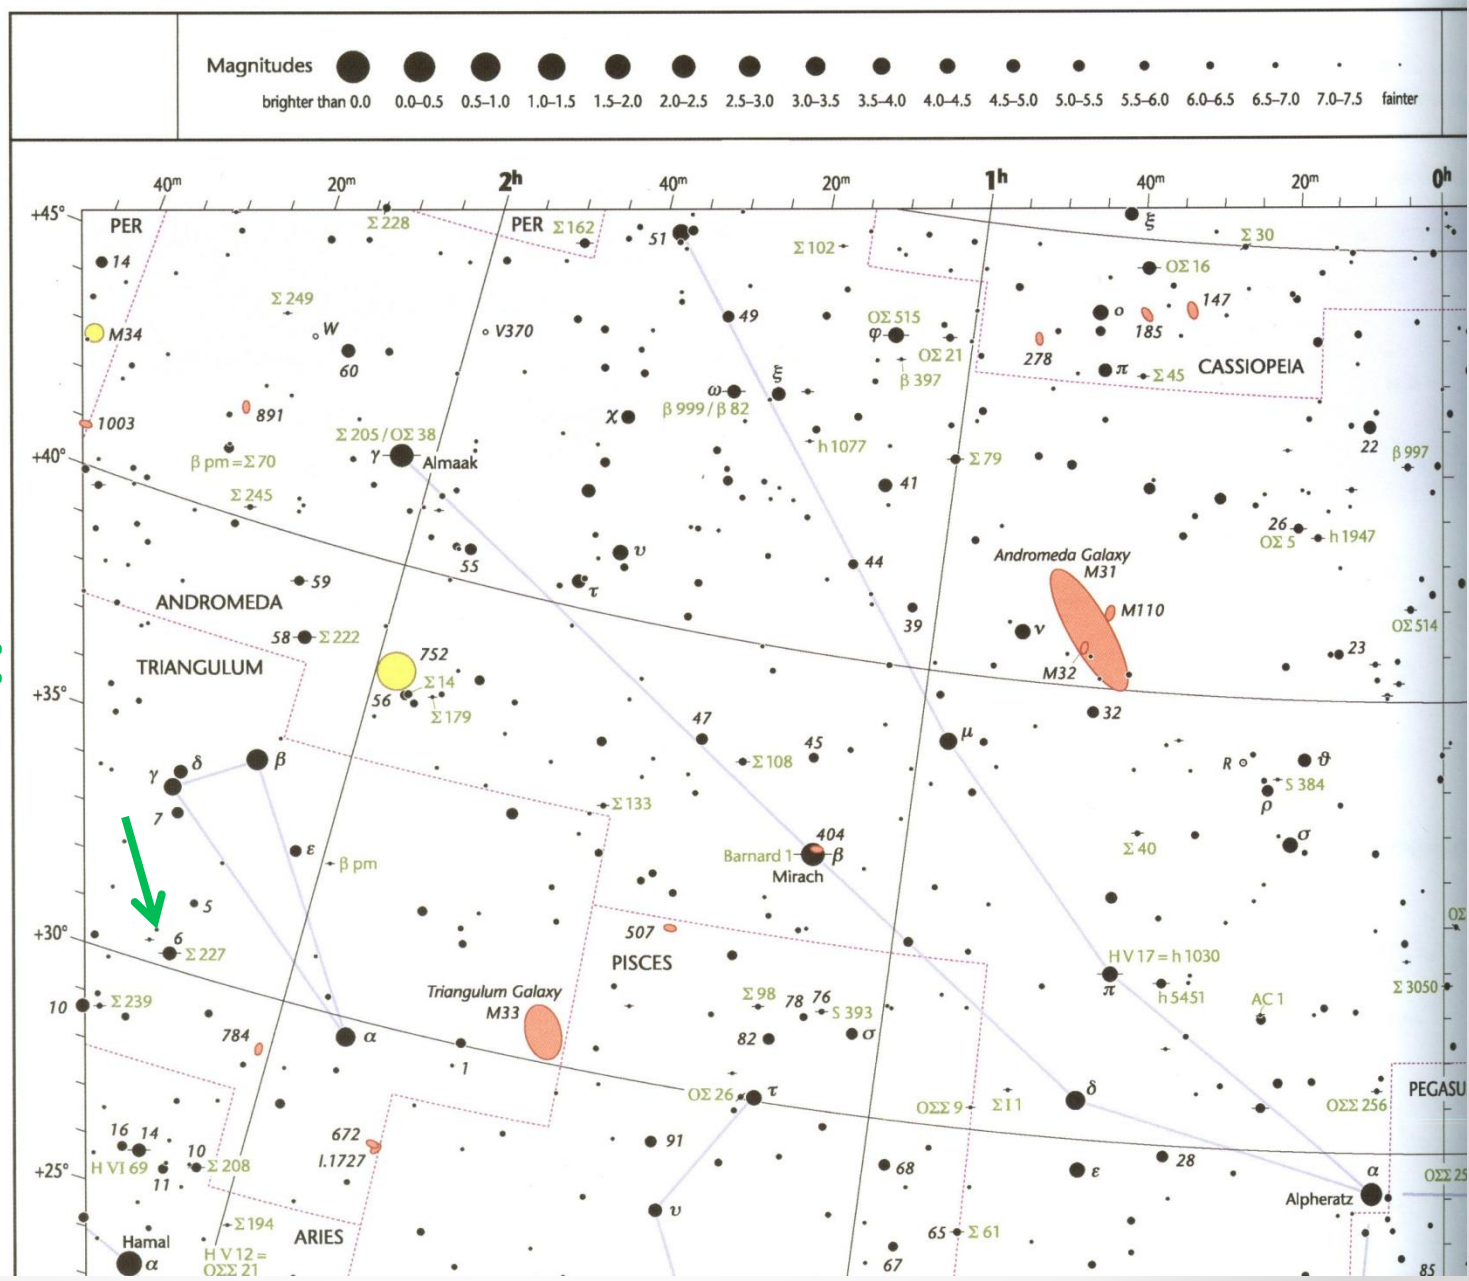 Magnitudes
brighter than 0.0 0.0–0.5 0.5–1.0 1.0–1.5 1.5–2.0 2.0–2.5 2.5–3.0 3.0–3.5 3.5–4.0 4.0–4.5 4.5–5.0 5.0–5.5 5.5–6.0 6.0–6.5 6.5–7.0 7.0–7.5 fainter
40m 20m 2h 40m 20m 1h 40m 20m 0h
+45°
PER
Σ 228
PER
Σ 162
51
Σ 102
ξ
Σ 30
14
ΟΣ 16
Σ 249
M34
W
V370
49
ΟΣ 515
φ
ΟΣ 21
ο
185
147
278
60
β 397
π
Σ 45
CASSIOPEIA
ω
ξ
β 999 / β 82
891
1003
χ
h 1077
22
Σ 205 / ΟΣ 38
γ
Almaak
+40°
β pm = Σ 70
Σ 79
β 997
Σ 245
41
26
ΟΣ 5
h 1947
55
υ
τ
44
Andromeda Galaxy
M31
59
ANDROMEDA
39
M110
ν
ΟΣ 514
58
Σ 222
TRIANGULUM
752
M32
23
+35°
56
Σ 14
Σ 179
47
45
32
μ
γ
δ
β
Σ 108
R
ϑ
S 384
ρ
7
Σ 133
404
Barnard 1
β
Mirach
Σ 40
σ
ε
β pm
5
+30°
6
Σ 227
507
PISCES
H V 17 = h 1030
π
h 5451
ΟΣ
10
Σ 239
Triangulum Galaxy
M33
Σ 98
78
76
S 393
AC 1
Σ 3050
784
α
1
82
σ
ΟΣ 26
τ
ΟΣΣ 9
Σ 11
δ
ΟΣΣ 256
PEGASU
16
14
10
672
I.1727
91
H VI 69
Σ 208
11
+25°
68
ε
28
α
Alpheratz
ΟΣΣ 25
υ
Σ 194
ARIES
65
Σ 61
Hamal
α
H V 12 =
ΟΣΣ 21
67
85